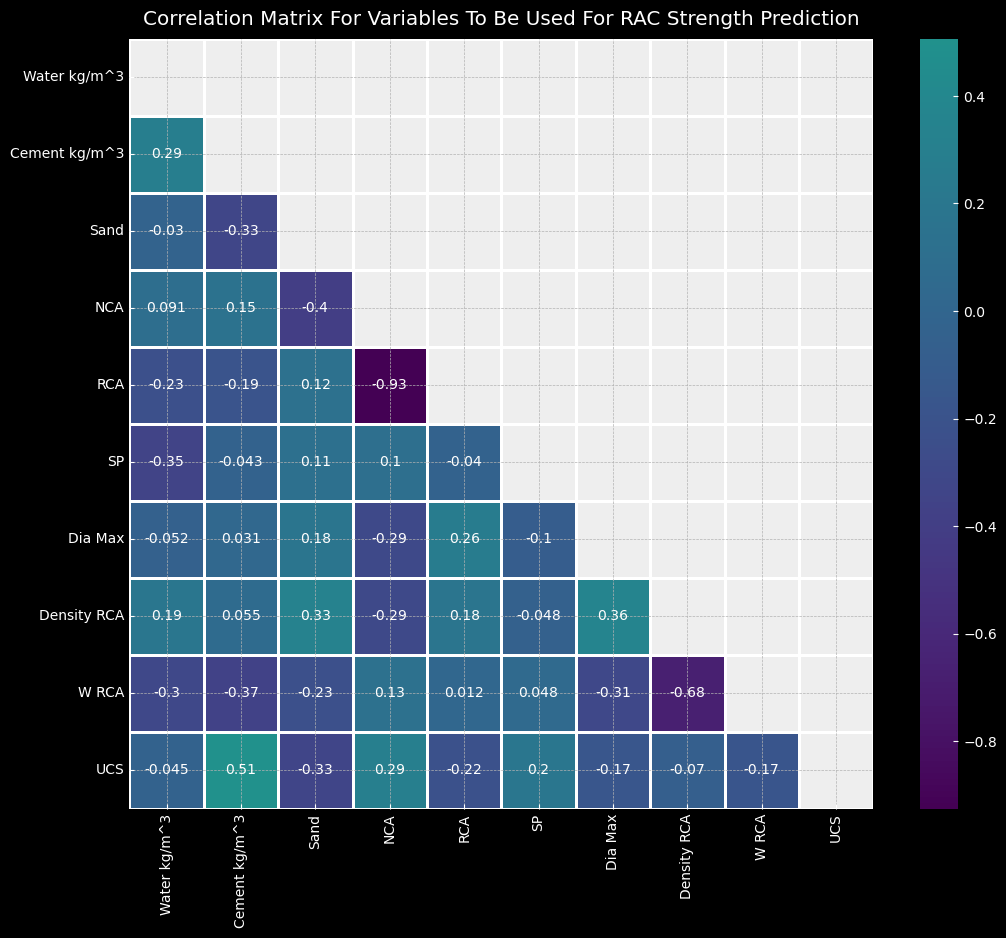 Correlation Matrix For Variables To Be Used For RAC Strength Prediction
Water kg/m^3
Cement kg/m^3 0.29
Sand -0.03 -0.33
NCA 0.091 0.15 -0.4
RCA -0.23 -0.19 0.12 -0.93
SP -0.35 -0.043 0.11 0.1 -0.04
Dia Max -0.052 0.031 0.18 -0.29 0.26 -0.1
Density RCA 0.19 0.055 0.33 -0.29 0.18 -0.048 0.36
W RCA -0.3 -0.37 -0.23 0.13 0.012 0.048 -0.31 -0.68
UCS -0.045 0.51 -0.33 0.29 -0.22 0.2 -0.17 -0.07 -0.17
Water kg/m^3
Cement kg/m^3
Sand
NCA
RCA
SP
Dia Max
Density RCA
W RCA
UCS
0.4
0.2
0.0
−0.2
−0.4
−0.6
−0.8